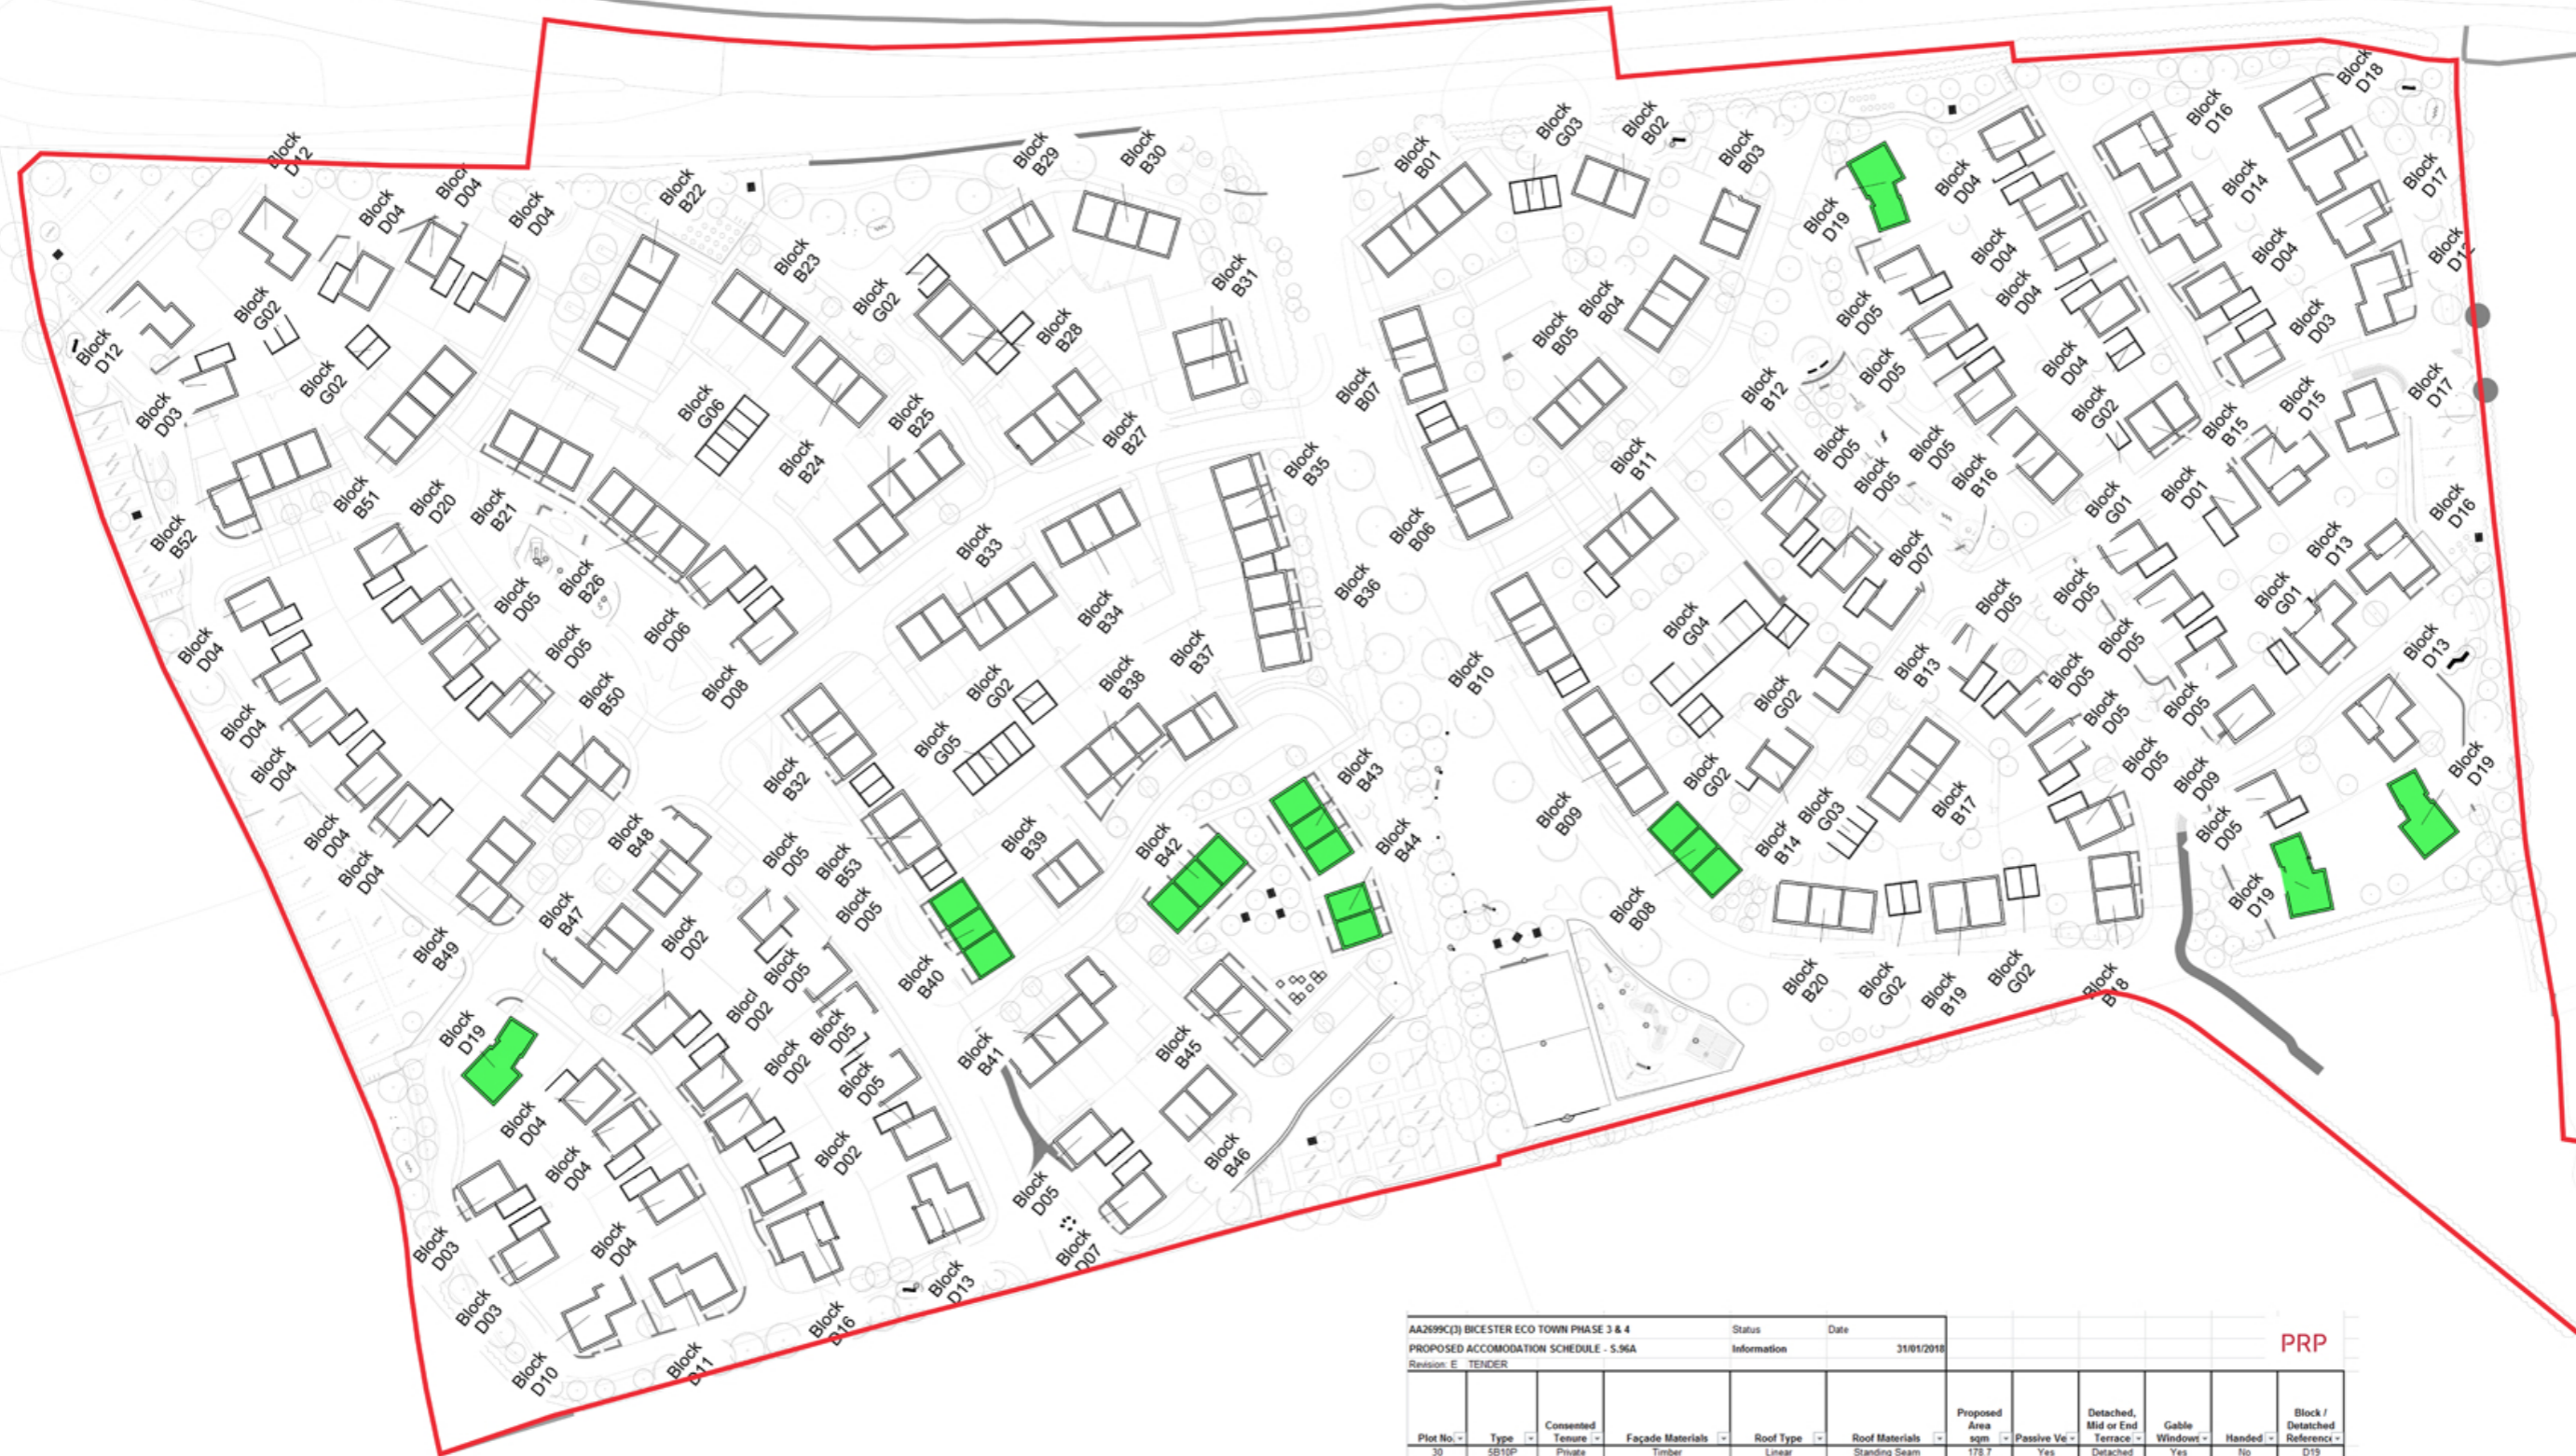 Block
D12
Block
D04
Block
D04
Block
D04
Block
B22
Block
B29
Block
B30
Block
B01
Block
G03
Block
B02
Block
B03
Block
D16
Block
D18
Block
D19
Block
D04
Block
D14
Block
D17
Block
D12
Block
G02
Block
D12
Block
D03
Block
G02
Block
B23
Block
G02
Block
B28
Block
B31
Block
B07
Block
B05
Block
B04
Block
D05
Block
D04
Block
D04
Block
D04
Block
D03
Block
D04
Block
G02
Block
B15
Block
D15
Block
D17
Block
G06
Block
B24
Block
B25
Block
B27
Block
B35
Block
B06
Block
B11
Block
B12
Block
D05
Block
D05
Block
D05
Block
D05
Block
B16
Block
G01
Block
D01
Block
D13
Block
D16
Block
B52
Block
B51
Block
D20
Block
B21
Block
D05
Block
B26
Block
D05
Block
D06
Block
D08
Block
B50
Block
B33
Block
B34
Block
B36
Block
B10
Block
G04
Block
D07
Block
D05
Block
D05
Block
G01
Block
D13
Block
D04
Block
D04
Block
D04
Block
D04
Block
D04
Block
B32
Block
G05
Block
G02
Block
B38
Block
B37
Block
B43
Block
B44
Block
B09
Block
G02
Block
G02
Block
B13
Block
D05
Block
D05
Block
D05
Block
D05
Block
D05
Block
D09
Block
D05
Block
D19
Block
D19
Block
B49
Block
B48
Block
B47
Block
D02
Block
D05
Block
B53
Block
D05
Block
B40
Block
B39
Block
B42
Block
B08
Block
B14
Block
G03
Block
B17
Block
B20
Block
G02
Block
B19
Block
G02
Block
B18
Block
D19
Block
D05
Block
D02
Block
D05
Block
D02
Block
D05
Block
D02
Block
B41
Block
B45
Block
B46
Block
D04
Block
D04
Block
D04
Block
D03
Block
D03
Block
D10
Block
D11
Block
D16
Block
D13
Block
D05
Block
D07
AA2699C(3) BICESTER ECO TOWN PHASE 3 & 4 Status Date
PROPOSED ACCOMODATION SCHEDULE - S.96A Information 31/01/2018
Revision: E TENDER
PRP
Plot No. Type Consented Tenure Façade Materials Roof Type Roof Materials Proposed Area sqm Passive Ve Detached, Mid or End Terrace Gable Windows Handed Block / Detatched Reference
30 5B10P Private Timber Linear Standing Seam 178.7 Yes Detached Yes No D19